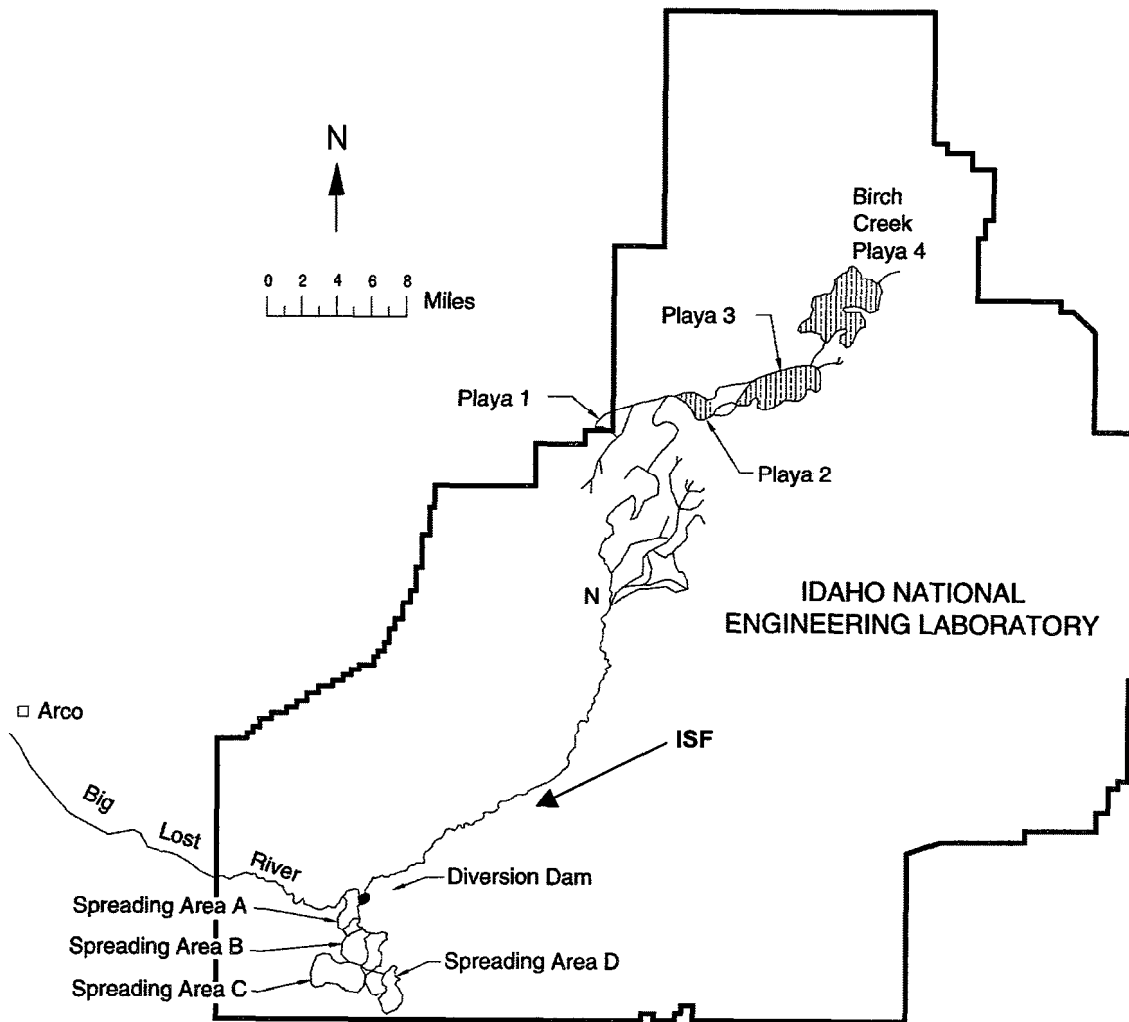 N
0 2 4 6 8
Miles
Birch
Creek
Playa 4
Playa 3
Playa 1
Playa 2
N
IDAHO NATIONAL
ENGINEERING LABORATORY
Arco
ISF
Big Lost River
Diversion Dam
Spreading Area A
Spreading Area B
Spreading Area D
Spreading Area C